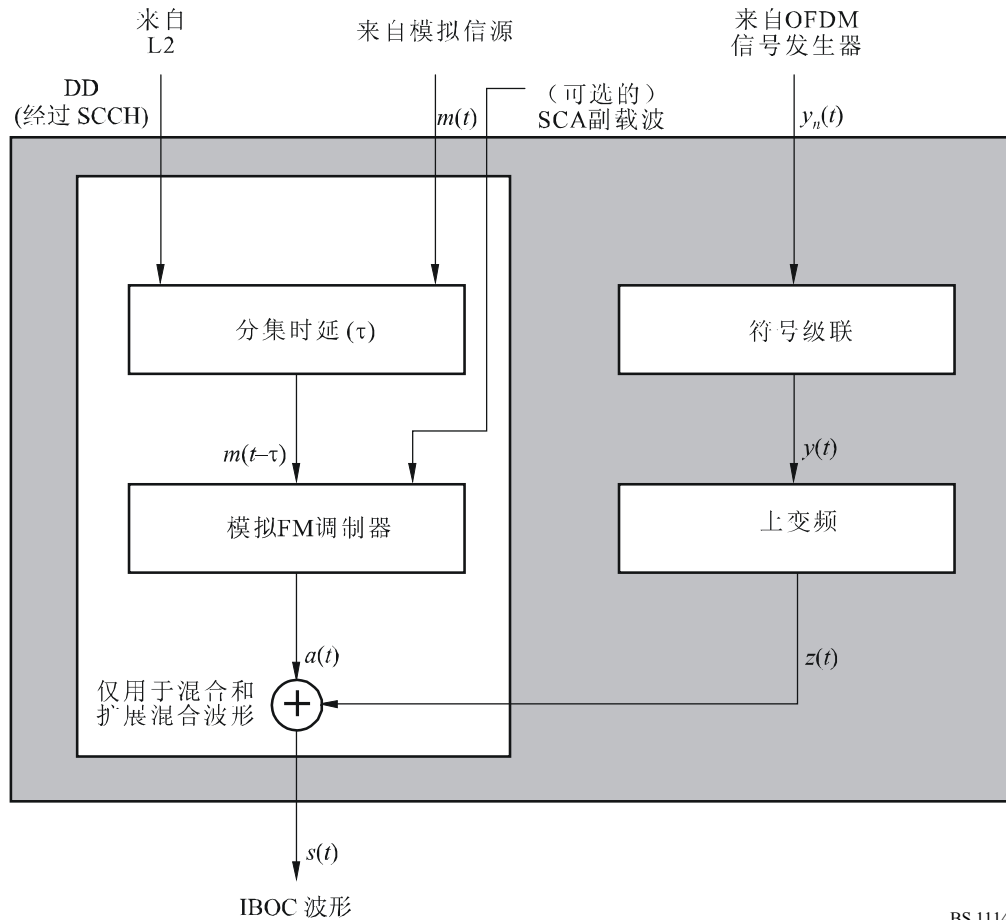 来自
L2
来自模拟信源
来自OFDM
信号发生器
DD
(经过 SCCH)
m(t)
（可选的）
SCA副载波
yn(t)
分集时延(τ)
符号级联
m(t–τ)
y(t)
模拟FM调制器
上变频
a(t)
z(t)
仅用于混合和
扩展混合波形
+
s(t)
IBOC 波形